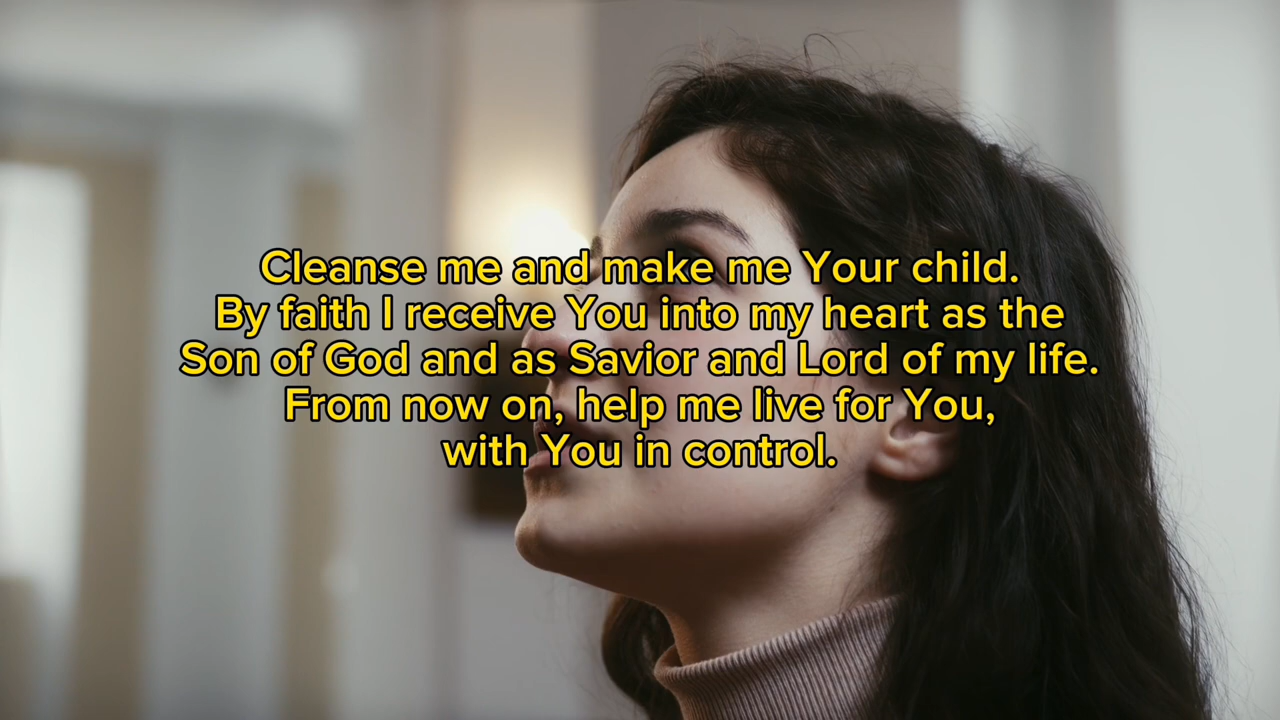 Cleanse me and make me Your child.
By faith I receive You into my heart as the
Son of God and as Savior and Lord of my life.
From now on, help me live for You,
with You in control.